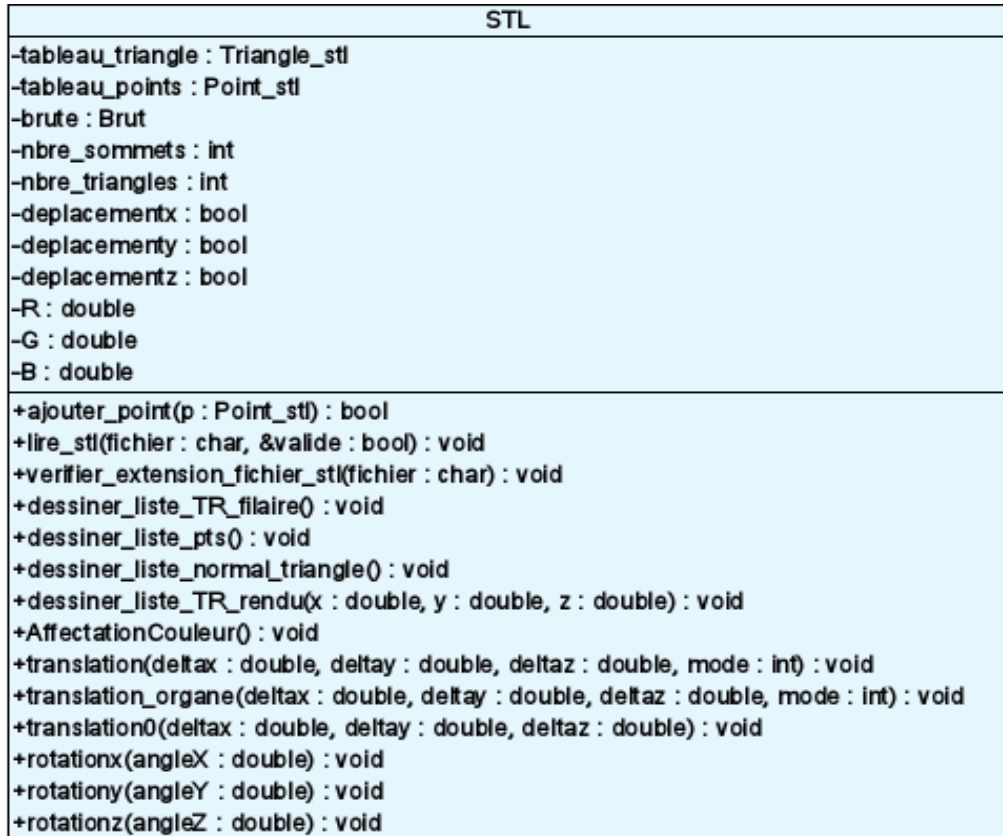 STL
-tableau_triangle : Triangle_stl
-tableau_points : Point_stl
-brute : Brut
-nbre_sommets : int
-nbre_triangles : int
-deplacementx : bool
-deplacementy : bool
-deplacementz : bool
-R : double
-G : double
-B : double
+ajouter_point(p : Point_stl) : bool
+lire_stl(fichier : char, &valide : bool) : void
+verifier_extension_fichier_stl(fichier : char) : void
+dessiner_liste_TR_filaire() : void
+dessiner_liste_pts() : void
+dessiner_liste_normal_triangle() : void
+dessiner_liste_TR_rendu(x : double, y : double, z : double) : void
+AffectationCouleur() : void
+translation(deltax : double, deltay : double, deltaz : double, mode : int) : void
+translation_organe(deltax : double, deltay : double, deltaz : double, mode : int) : void
+translation0(deltax : double, deltay : double, deltaz : double) : void
+rotationx(angleX : double) : void
+rotationy(angleY : double) : void
+rotationz(angleZ : double) : void